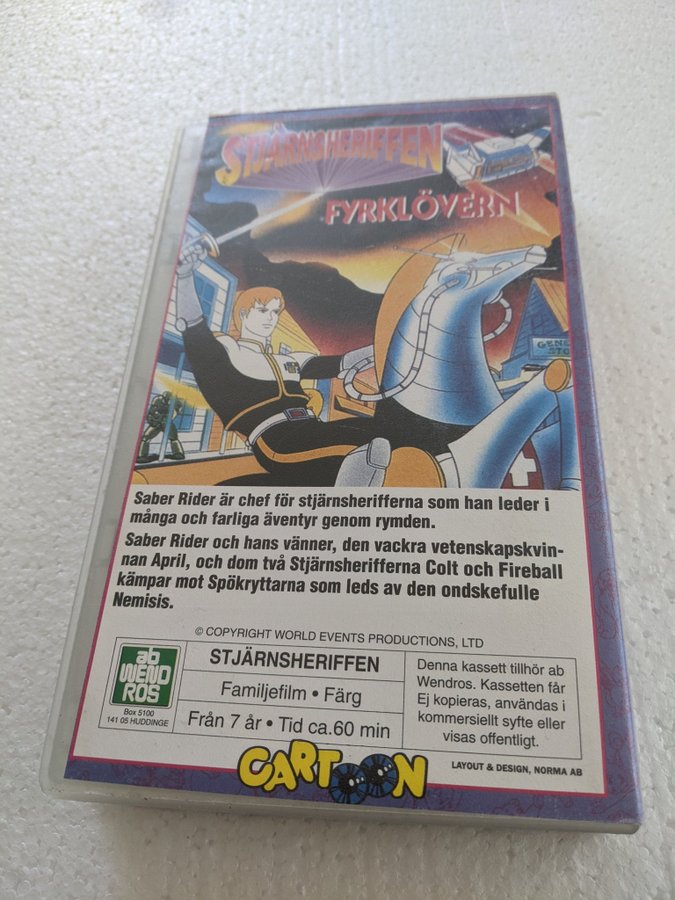 STJÄRNSHERIFFEN
FYRKLÖVERN
Saber Rider är chef för stjärnsherifferna som han leder i
många och farliga äventyr genom rymden.
Saber Rider och hans vänner, den vackra vetenskapskvin-
nan April, och dom två Stjärnsherifferna Colt och Fireball
kämpar mot Spökryttarna som leds av den ondskefulle
Nemisis.
© COPYRIGHT WORLD EVENTS PRODUCTIONS, LTD
ab
WEND
ROS
Box 5100
141 05 HUDDINGE
STJÄRNSHERIFFEN
Familjefilm • Färg
Från 7 år • Tid ca.60 min
Denna kassett tillhör ab
Wendros. Kassetten får
Ej kopieras, användas i
kommersiellt syfte eller
visas offentligt.
CARTOON
LAYOUT & DESIGN, NORMA AB